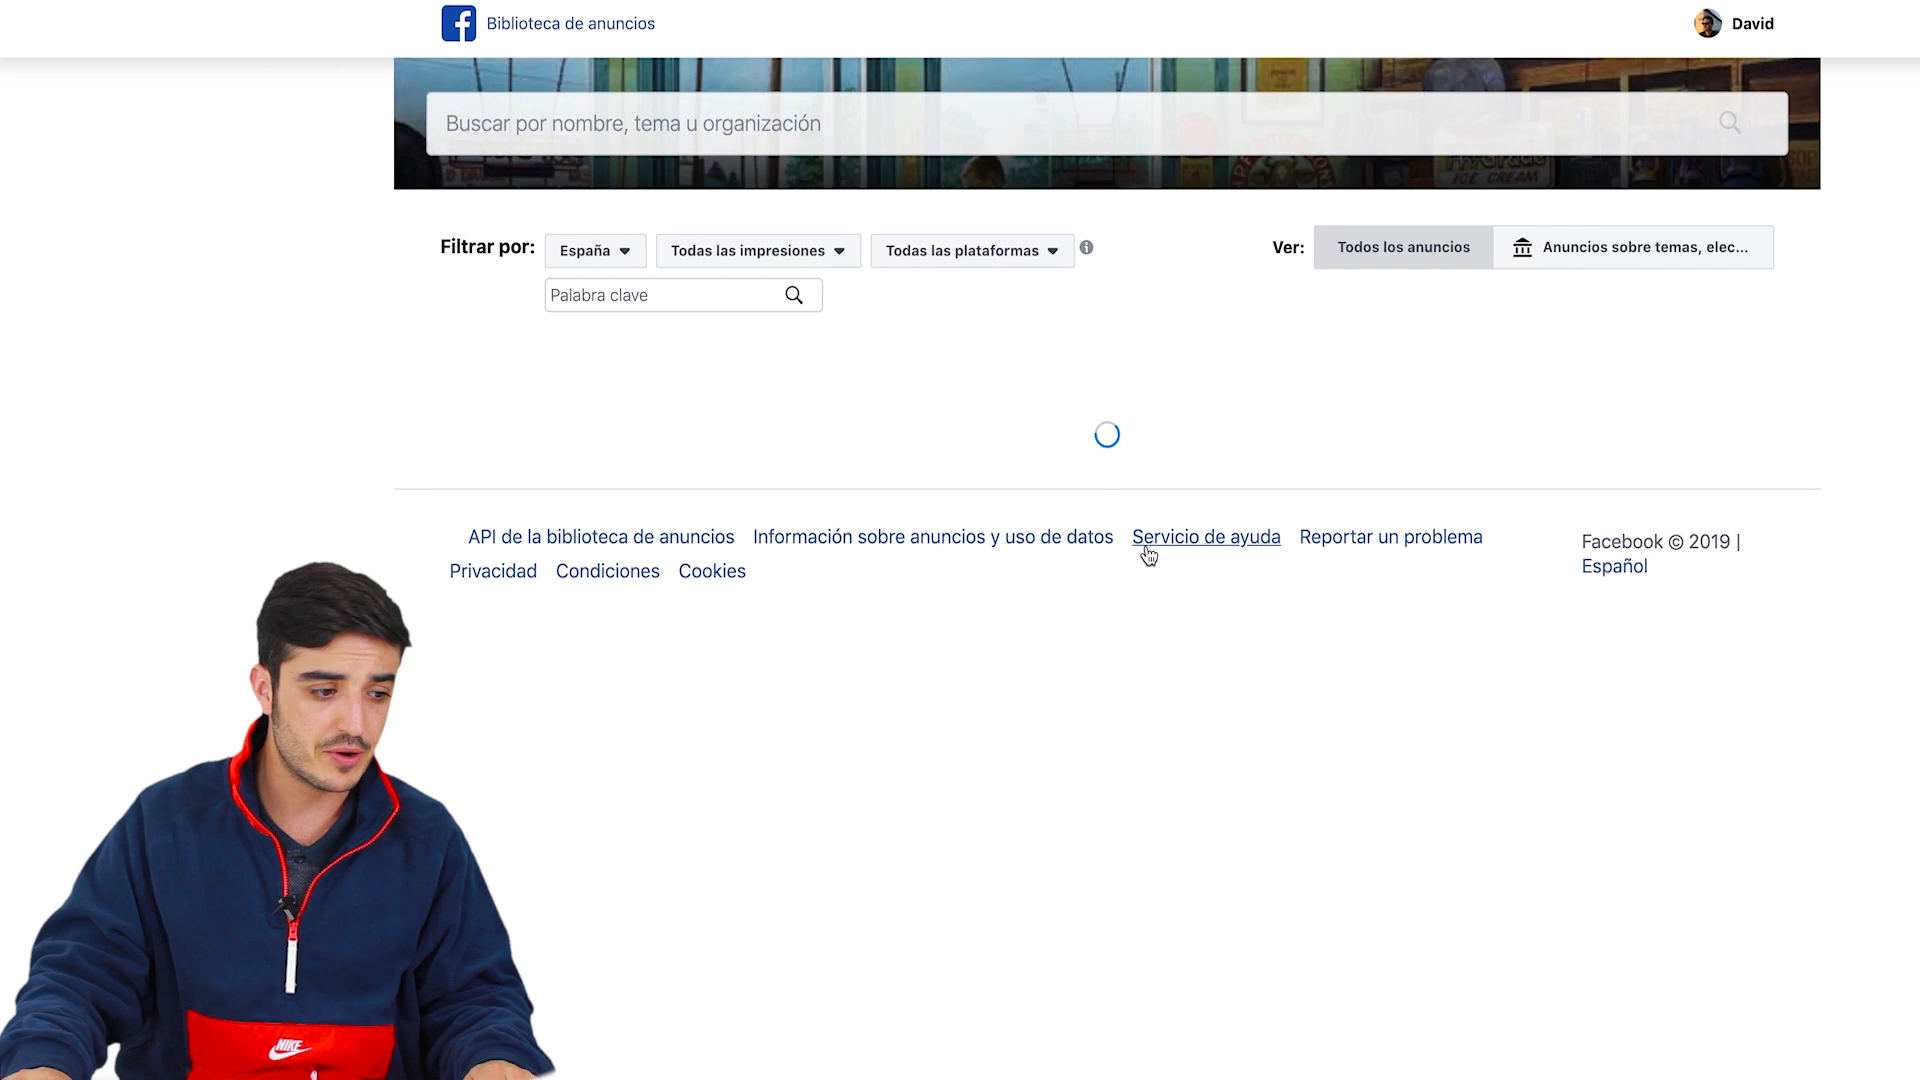 Biblioteca de anuncios
David
Buscar por nombre, tema u organización
ICE CREAM
Filtrar por:
España
Todas las impresiones
Todas las plataformas
Ver:
Todos los anuncios
Anuncios sobre temas, elec...
Palabra clave
API de la biblioteca de anuncios
Información sobre anuncios y uso de datos
Servicio de ayuda
Reportar un problema
Facebook © 2019 |
Privacidad
Condiciones
Cookies
Español
NIKE